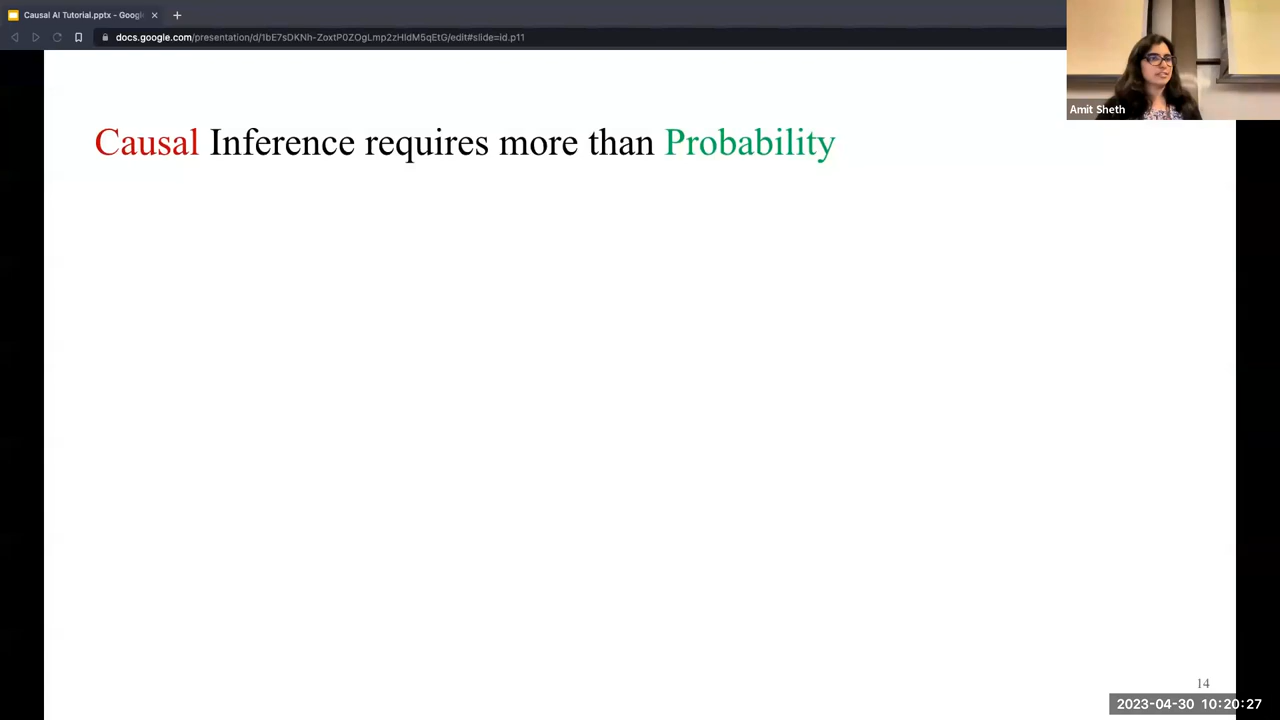 Causal AI Tutorial.pptx - Google
docs.google.com/presentation/d/1bE7sDKNh-ZoxtP0ZOgLmp2zHldM5qEtG/edit#slide=id.p11
Amit Sheth
Causal Inference requires more than Probability
14
2023-04-30 10:20:27